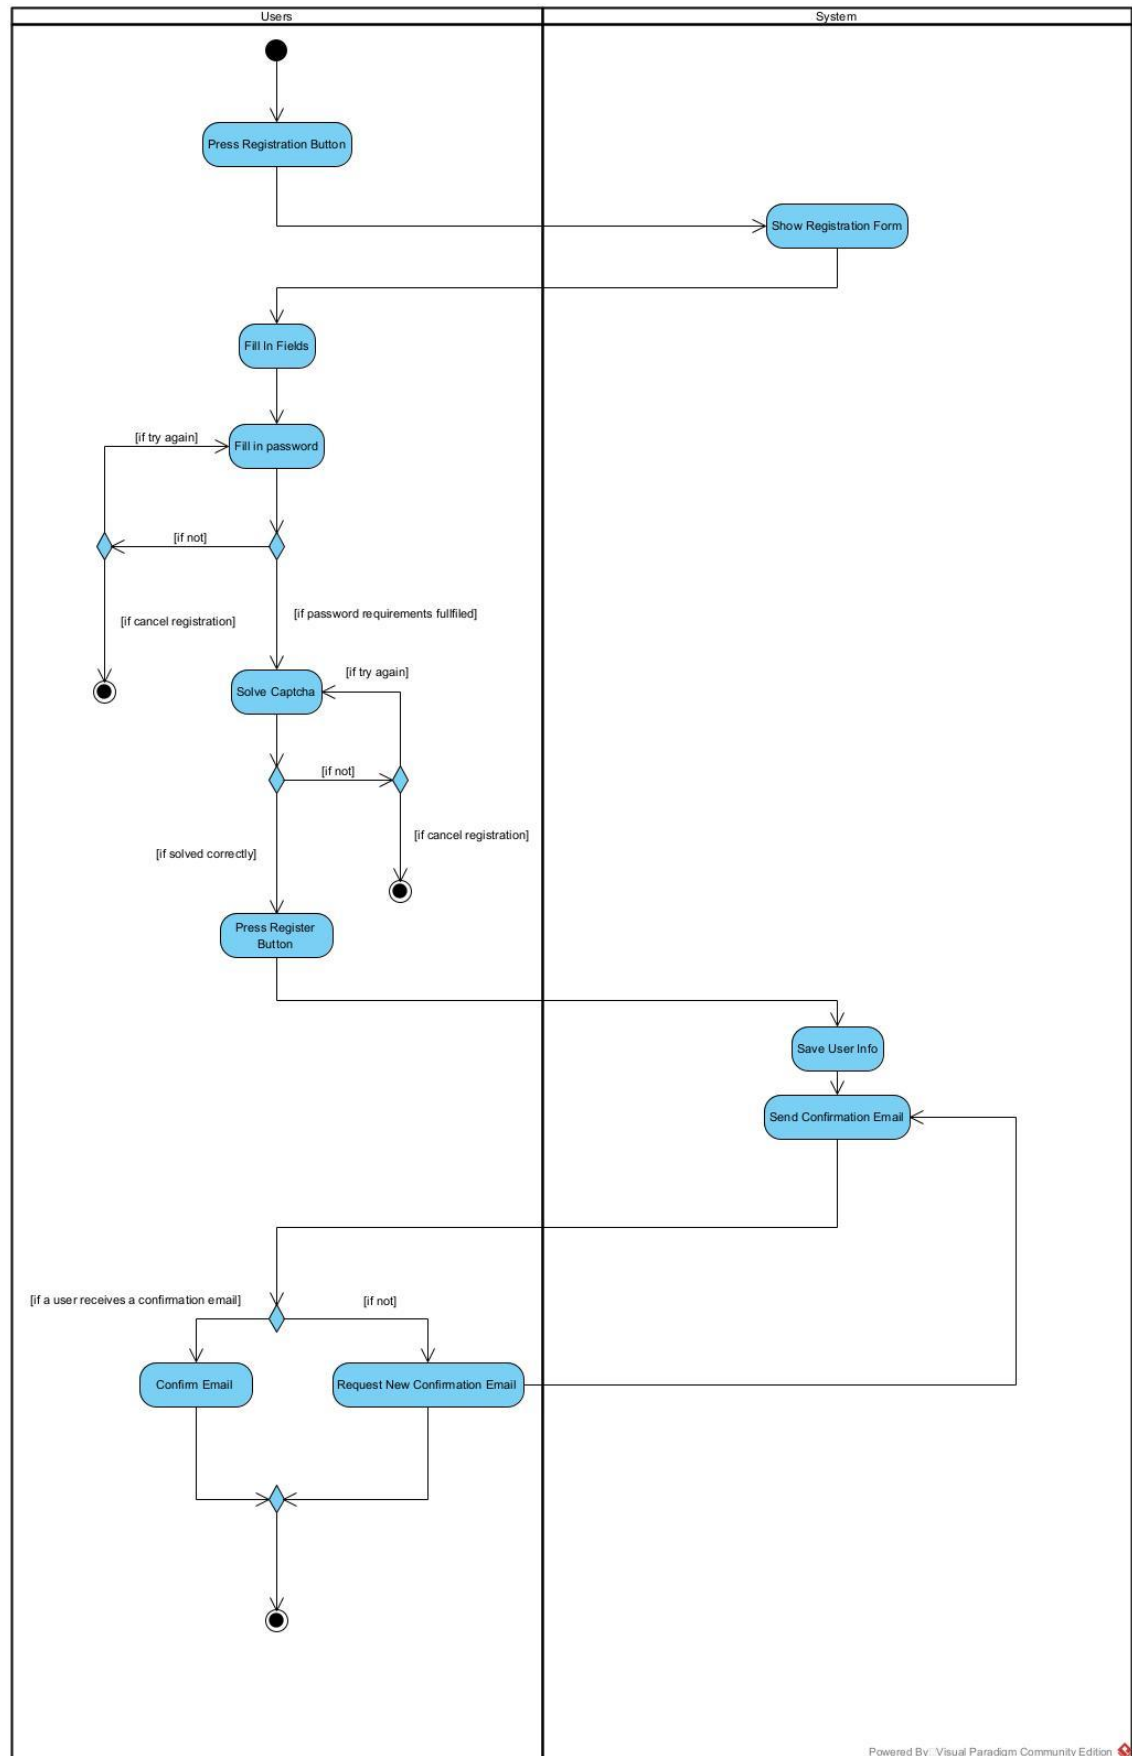 Users
System
Press Registration Button
Show Registration Form
Fill In Fields
[if try again]
Fill in password
[if not]
[if password requirements fullfiled]
[if cancel registration]
[if try again]
Solve Captcha
[if not]
[if cancel registration]
[if solved correctly]
Press Register
Button
Save User Info
Send Confirmation Email
[if a user receives a confirmation email]
[if not]
Confirm Email
Request New Confirmation Email
Powered By Visual Paradigm Community Edition